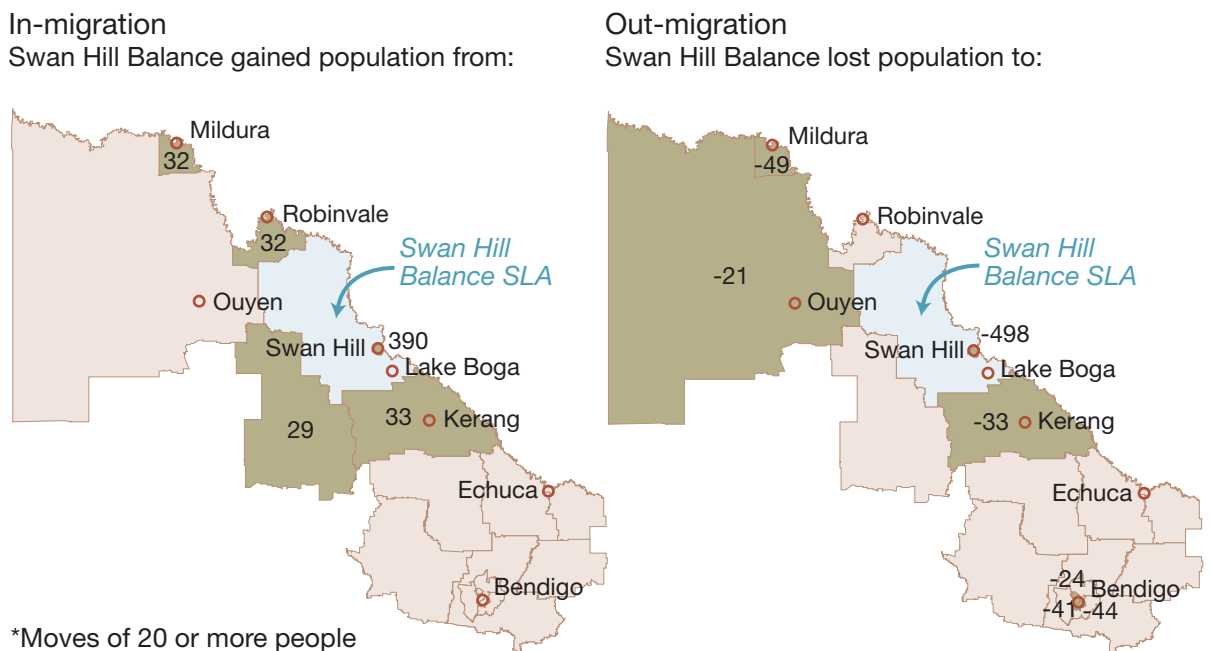 In-migration
Swan Hill Balance gained population from:
Mildura
32
Robinvale
32
Swan Hill
Balance SLA
Ouyen
390
Swan Hill
Lake Boga
29
33
Kerang
Echuca
Bendigo
*Moves of 20 or more people
Out-migration
Swan Hill Balance lost population to:
Mildura
-49
Robinvale
Swan Hill
Balance SLA
-21
Ouyen
-498
Swan Hill
Lake Boga
-33
Kerang
Echuca
-24
Bendigo
-41
-44